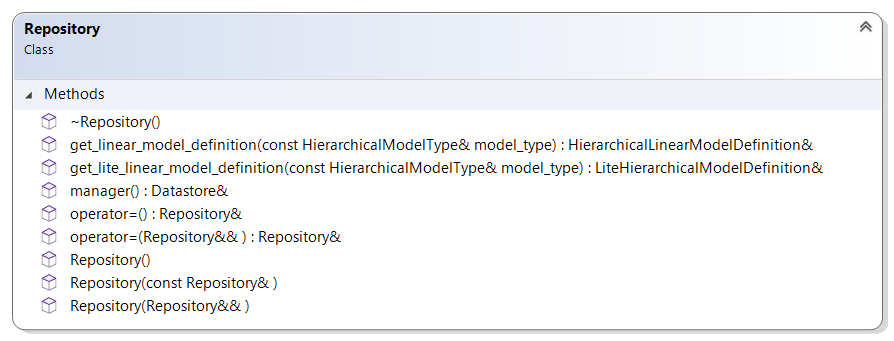 Repository
Class
Methods
~Repository()
get_linear_model_definition(const HierarchicalModelType& model_type) : HierarchicalLinearModelDefinition&
get_lite_linear_model_definition(const HierarchicalModelType& model_type) : LiteHierarchicalModelDefinition&
manager() : Datastore&
operator=() : Repository&
operator=(Repository&& ) : Repository&
Repository()
Repository(const Repository& )
Repository(Repository&& )